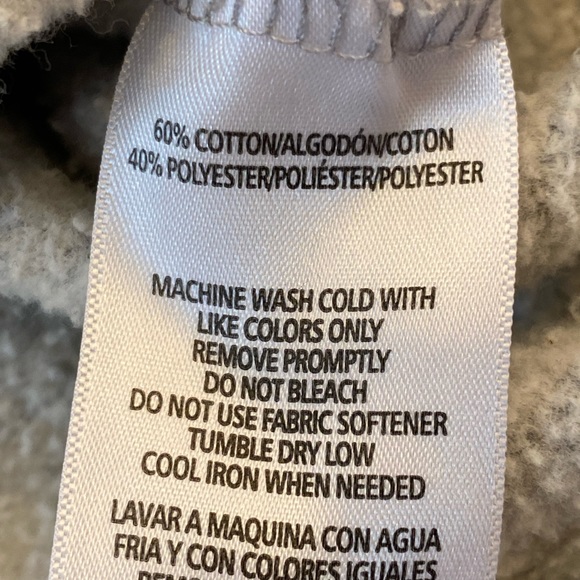 60% COTTON/ALGODÓN/COTON
40% POLYESTER/POLIÉSTER/POLYESTER
MACHINE WASH COLD WITH
LIKE COLORS ONLY
REMOVE PROMPTLY
DO NOT BLEACH
DO NOT USE FABRIC SOFTENER
TUMBLE DRY LOW
COOL IRON WHEN NEEDED
LAVAR A MAQUINA CON AGUA
FRIA Y CON COLORES IGUALES